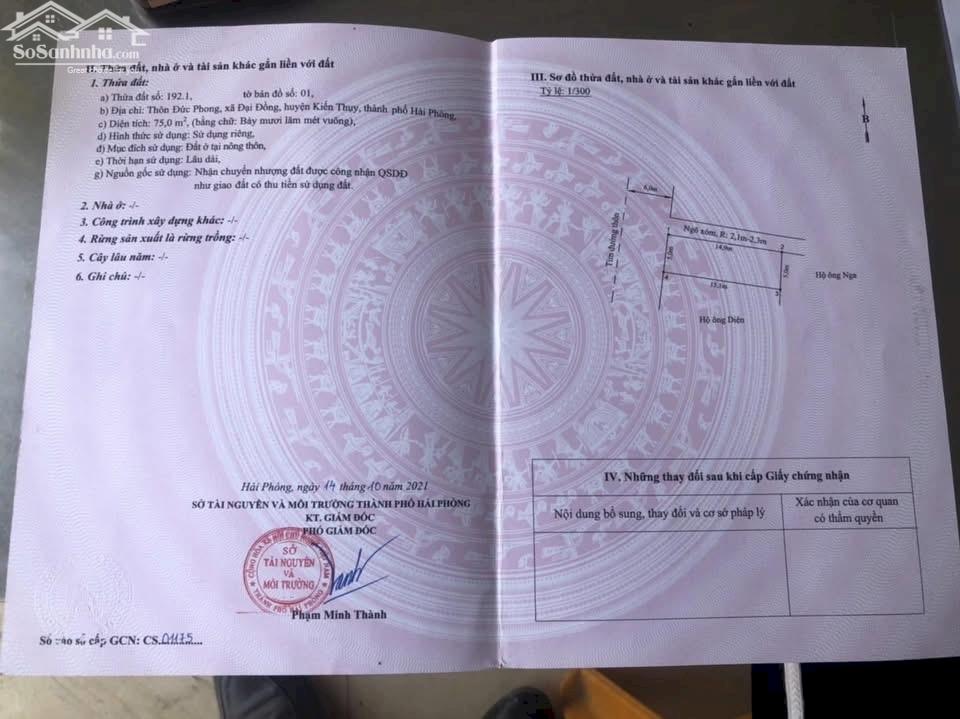 SoSanhnha.com
II. Thửa đất, nhà ở và tài sản khác gắn liền với đất
1. Thửa đất:
a) Thửa đất số: 192.1, tờ bản đồ số: 01,
b) Địa chỉ: Thôn Đức Phong, xã Đại Đồng, huyện Kiến Thụy, thành phố Hải Phòng,
c) Diện tích: 75,0 m², (bằng chữ: Bảy mươi lăm mét vuông),
d) Hình thức sử dụng: Sử dụng riêng,
đ) Mục đích sử dụng: Đất ở tại nông thôn,
e) Thời hạn sử dụng: Lâu dài,
g) Nguồn gốc sử dụng: Nhận chuyển nhượng đất được công nhận QSDĐ
như giao đất có thu tiền sử dụng đất.
2. Nhà ở: -/-
3. Công trình xây dựng khác: -/-
4. Rừng sản xuất là rừng trồng: -/-
5. Cây lâu năm: -/-
6. Ghi chú: -/-
Hải Phòng, ngày 14 tháng 10 năm 2021
SỞ TÀI NGUYÊN VÀ MÔI TRƯỜNG THÀNH PHỐ HẢI PHÒNG
KT. GIÁM ĐỐC
PHÓ GIÁM ĐỐC
SỞ
TÀI NGUYÊN
VÀ
MÔI TRƯỜNG
THÀNH PHỐ HẢI PHÒNG
Phạm Minh Thành
Số vào sổ cấp GCN: CS.01175...
III. Sơ đồ thửa đất, nhà ở và tài sản khác gắn liền với đất
Tỷ lệ: 1/300
B
6,0m
Tim đường thôn
Ngõ xóm, R: 2,1m-2,3m
1
14,9m
2
5,0m
5,0m
15,1m
3
Hộ ông Nga
Hộ ông Diện
IV. Những thay đổi sau khi cấp Giấy chứng nhận
Nội dung bổ sung, thay đổi và cơ sở pháp lý
Xác nhận của cơ quan
có thẩm quyền